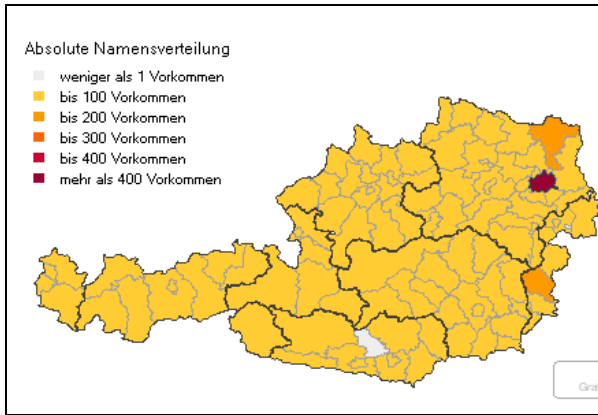 Absolute Namensverteilung
weniger als 1 Vorkommen
bis 100 Vorkommen
bis 200 Vorkommen
bis 300 Vorkommen
bis 400 Vorkommen
mehr als 400 Vorkommen
Gra